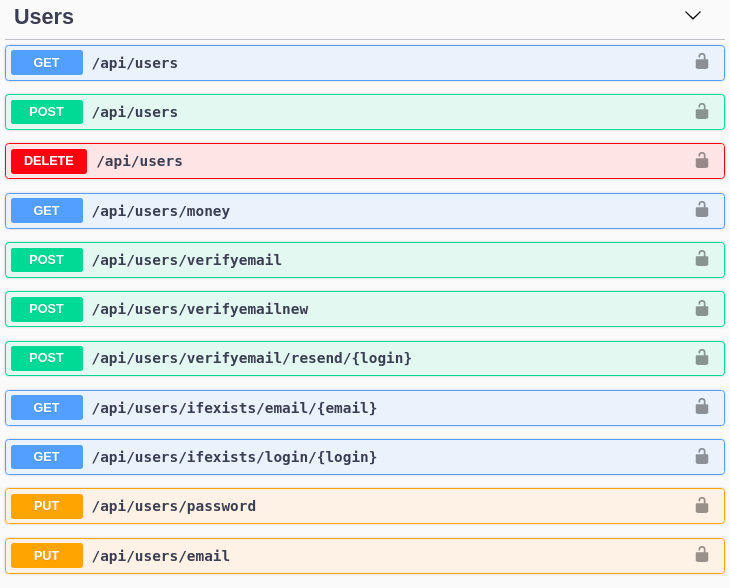 Users
GET /api/users
POST /api/users
DELETE /api/users
GET /api/users/money
POST /api/users/verifyemail
POST /api/users/verifyemailnew
POST /api/users/verifyemail/resend/{login}
GET /api/users/ifexists/email/{email}
GET /api/users/ifexists/login/{login}
PUT /api/users/password
PUT /api/users/email